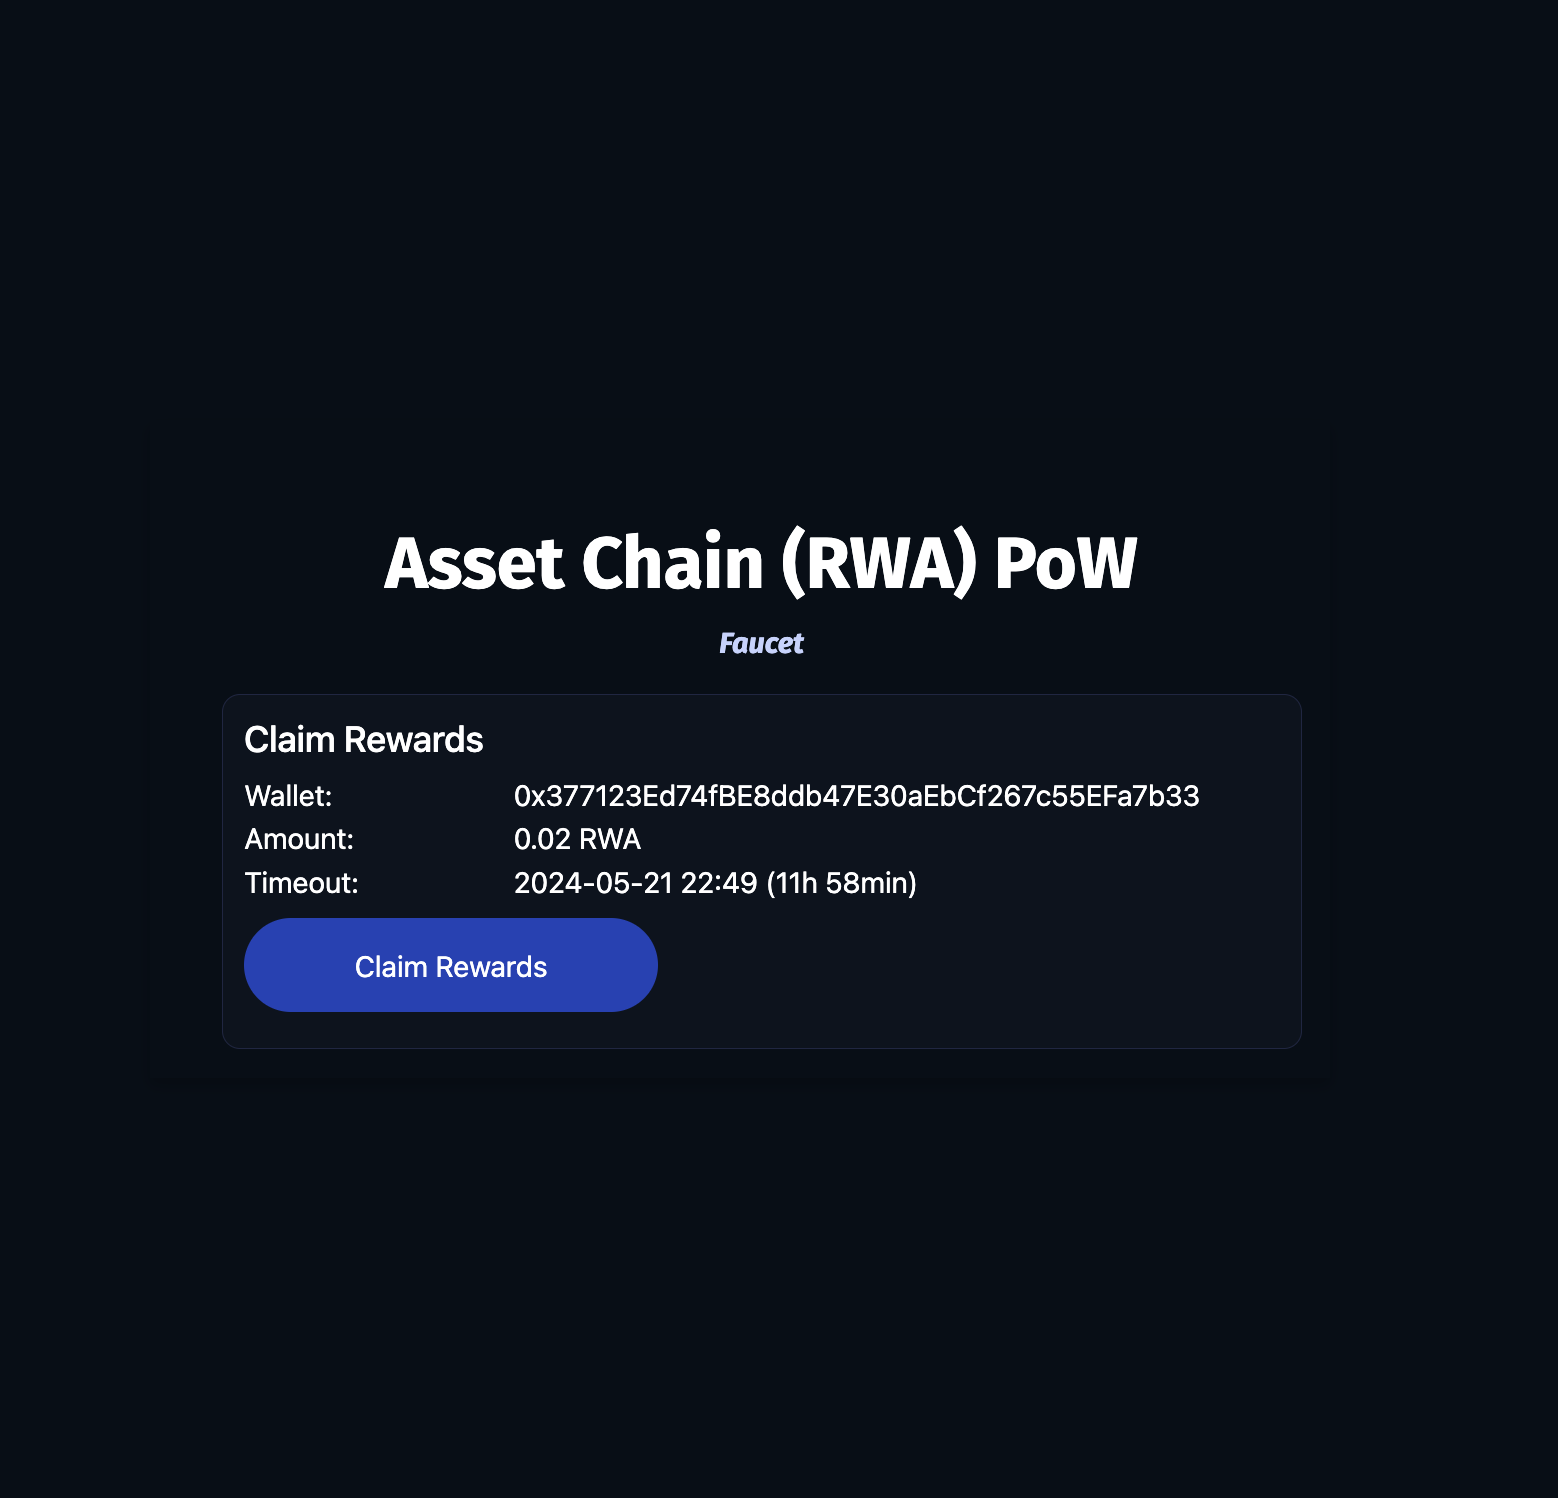 Asset Chain (RWA) PoW
Faucet
Claim Rewards
Wallet: 0x377123Ed74fBE8ddb47E30aEbCf267c55EFa7b33
Amount: 0.02 RWA
Timeout: 2024-05-21 22:49 (11h 58min)
Claim Rewards